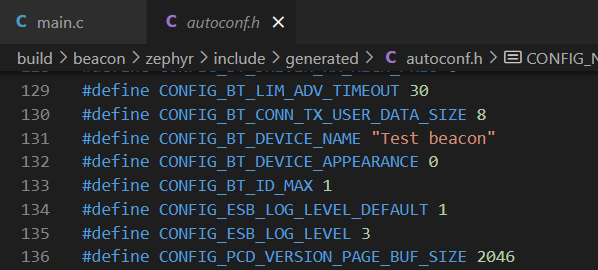 main.c
autoconf.h
build > beacon > zephyr > include > generated > autoconf.h > CONFIG_N
129 #define CONFIG_BT_LIM_ADV_TIMEOUT 30
130 #define CONFIG_BT_CONN_TX_USER_DATA_SIZE 8
131 #define CONFIG_BT_DEVICE_NAME "Test beacon"
132 #define CONFIG_BT_DEVICE_APPEARANCE 0
133 #define CONFIG_BT_ID_MAX 1
134 #define CONFIG_ESB_LOG_LEVEL_DEFAULT 1
135 #define CONFIG_ESB_LOG_LEVEL 3
136 #define CONFIG_PCD_VERSION_PAGE_BUF_SIZE 2046